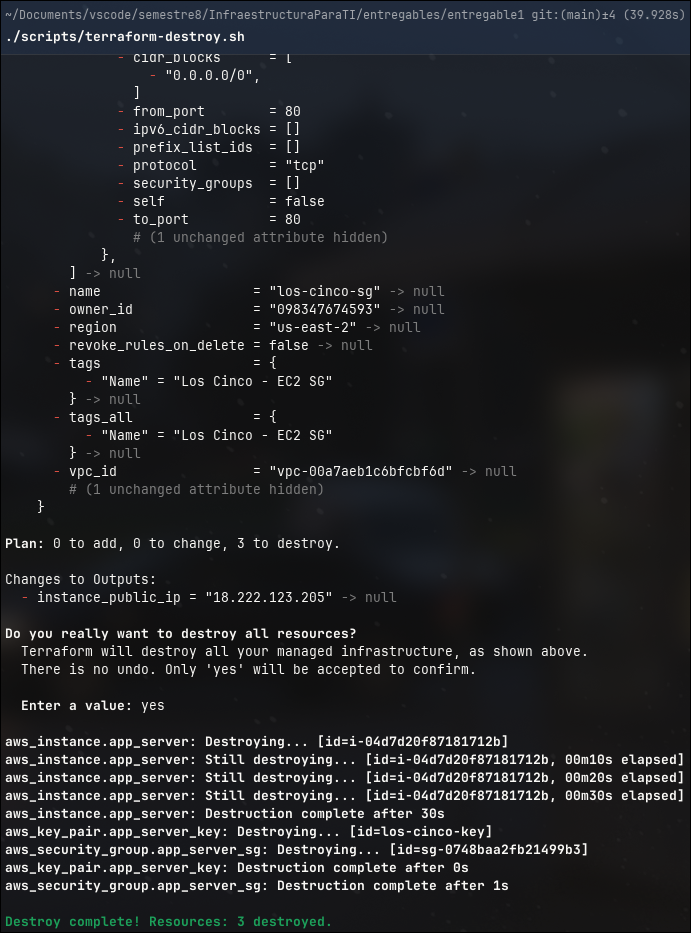 ~/Documents/vscode/semestre8/InfraestructuraParaTI/entregables/entregable1 git:(main)±4 (39.928s)
./scripts/terraform-destroy.sh
- cidr_blocks      = [
- "0.0.0.0/0",
]
- from_port        = 80
- ipv6_cidr_blocks = []
- prefix_list_ids  = []
- protocol         = "tcp"
- security_groups  = []
- self             = false
- to_port          = 80
# (1 unchanged attribute hidden)
},
] -> null
- name                   = "los-cinco-sg" -> null
- owner_id               = "098347674593" -> null
- region                 = "us-east-2" -> null
- revoke_rules_on_delete = false -> null
- tags                   = {
- "Name" = "Los Cinco - EC2 SG"
} -> null
- tags_all               = {
- "Name" = "Los Cinco - EC2 SG"
} -> null
- vpc_id                 = "vpc-00a7aeb1c6bfcbf6d" -> null
# (1 unchanged attribute hidden)
}
Plan: 0 to add, 0 to change, 3 to destroy.
Changes to Outputs:
- instance_public_ip = "18.222.123.205" -> null
Do you really want to destroy all resources?
Terraform will destroy all your managed infrastructure, as shown above.
There is no undo. Only 'yes' will be accepted to confirm.
Enter a value: yes
aws_instance.app_server: Destroying... [id=i-04d7d20f87181712b]
aws_instance.app_server: Still destroying... [id=i-04d7d20f87181712b, 00m10s elapsed]
aws_instance.app_server: Still destroying... [id=i-04d7d20f87181712b, 00m20s elapsed]
aws_instance.app_server: Still destroying... [id=i-04d7d20f87181712b, 00m30s elapsed]
aws_instance.app_server: Destruction complete after 30s
aws_key_pair.app_server_key: Destroying... [id=los-cinco-key]
aws_security_group.app_server_sg: Destroying... [id=sg-0748baa2fb21499b3]
aws_key_pair.app_server_key: Destruction complete after 0s
aws_security_group.app_server_sg: Destruction complete after 1s
Destroy complete! Resources: 3 destroyed.